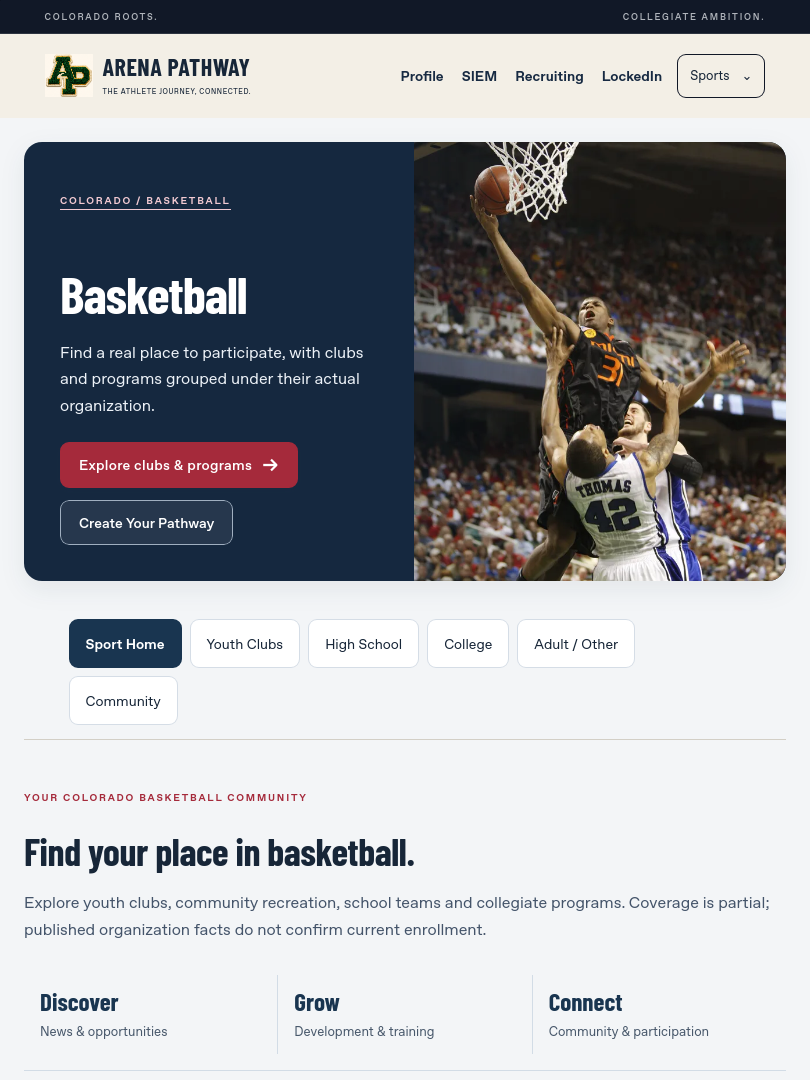 COLORADO ROOTS.
COLLEGIATE AMBITION.
AP
ARENA PATHWAY
THE ATHLETE JOURNEY, CONNECTED.
Profile
SIEM
Recruiting
LockedIn
Sports
COLORADO / BASKETBALL
Basketball
Find a real place to participate, with clubs
and programs grouped under their actual
organization.
Explore clubs & programs →
Create Your Pathway
MIAMI
31
THOMAS
42
Sport Home
Youth Clubs
High School
College
Adult / Other
Community
YOUR COLORADO BASKETBALL COMMUNITY
Find your place in basketball.
Explore youth clubs, community recreation, school teams and collegiate programs. Coverage is partial;
published organization facts do not confirm current enrollment.
Discover
News & opportunities
Grow
Development & training
Connect
Community & participation